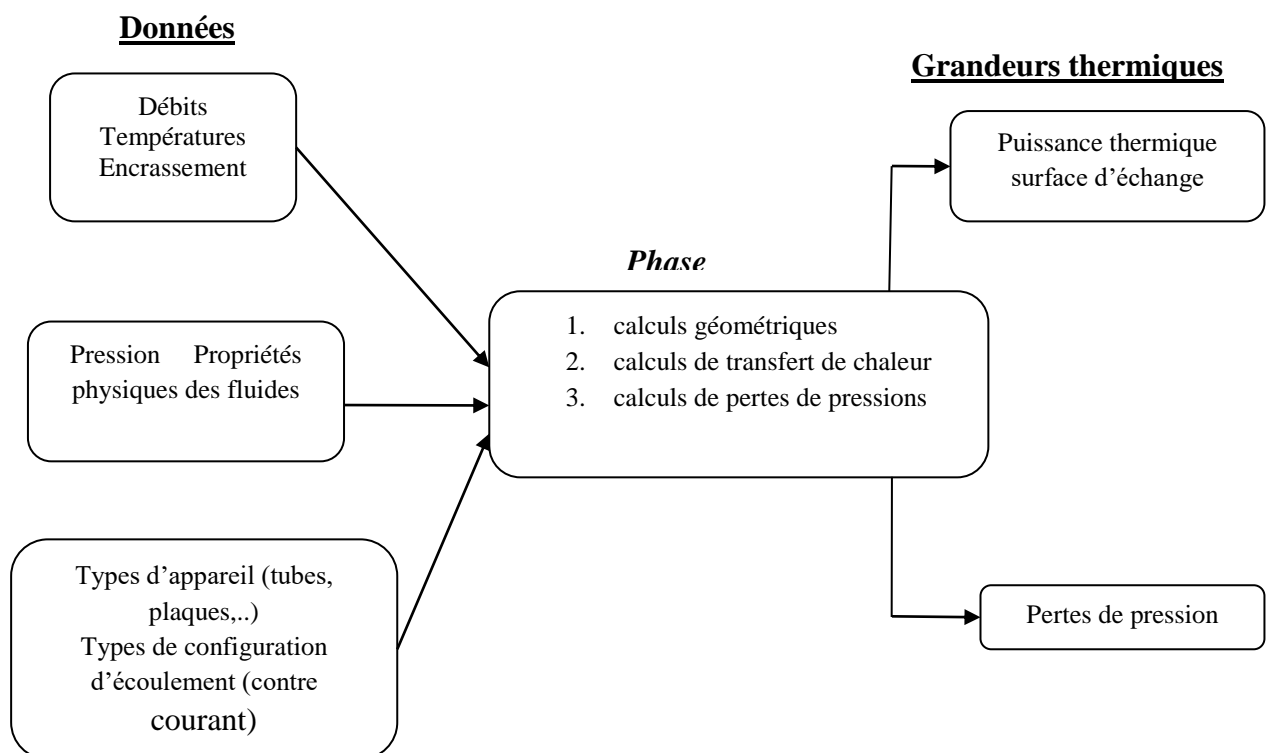 Données
Débits
Températures
Encrassement
Pression Propriétés
physiques des fluides
Types d'appareil (tubes,
plaques,..)
Types de configuration
d'écoulement (contre
courant)
Phase
1. calculs géométriques
2. calculs de transfert de chaleur
3. calculs de pertes de pressions
Grandeurs thermiques
Puissance thermique
surface d'échange
Pertes de pression